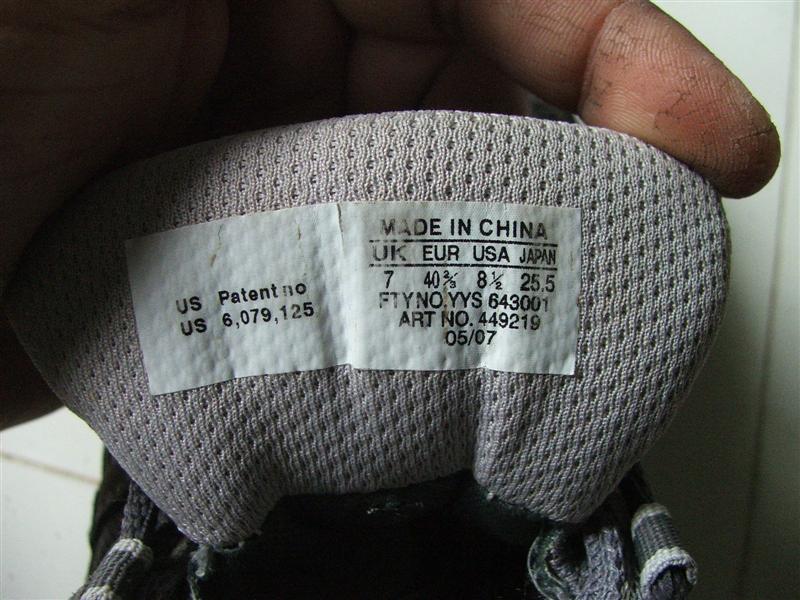 US Patent no
US 6,079,125
MADE IN CHINA
UK EUR USA JAPAN
7 40⅔ 8½ 25.5
FTYNO.YYS 643001
ART NO. 449219
05/07